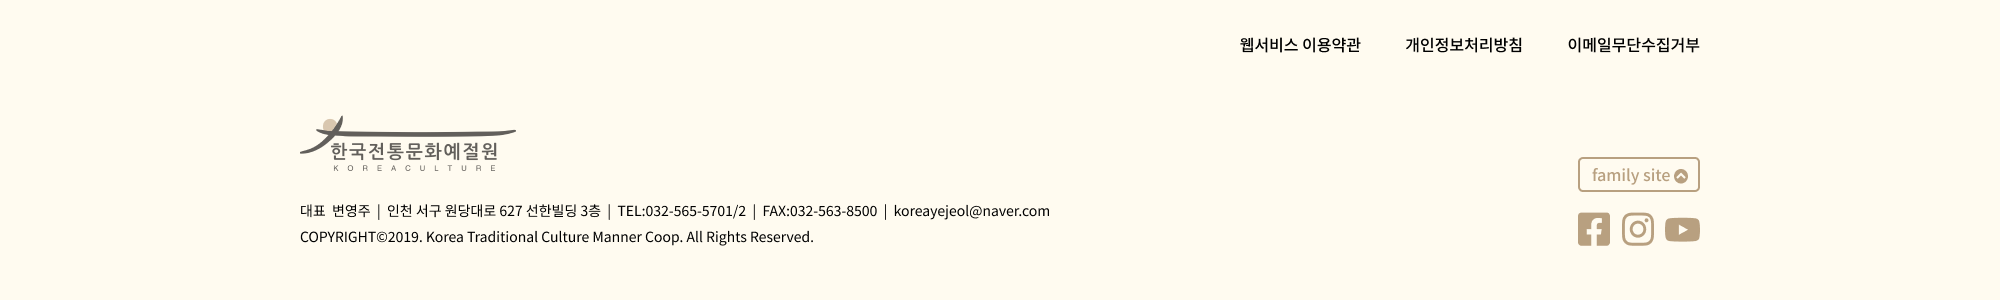 웹서비스 이용약관 개인정보처리방침 이메일무단수집거부
한국전통문화예절원
KOREACULTURE
family site
대표 변영주 | 인천 서구 원당대로 627 선한빌딩 3층 | TEL:032-565-5701/2 | FAX:032-563-8500 | koreayejeol@naver.com
COPYRIGHT©2019. Korea Traditional Culture Manner Coop. All Rights Reserved.